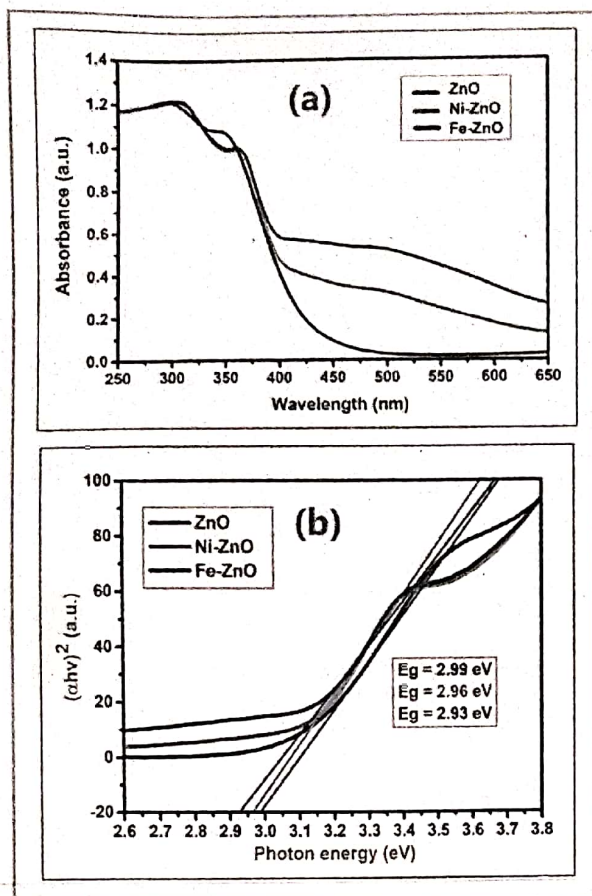 (a)
ZnO
Ni-ZnO
Fe-ZnO
Absorbance (a.u.)
1.4
1.2
1.0
0.8
0.6
0.4
0.2
0.0
250 300 350 400 450 500 550 600 650
Wavelength (nm)
(b)
ZnO
Ni-ZnO
Fe-ZnO
(αhν)² (a.u.)
100
80
60
40
20
0
-20
Eg = 2.99 eV
Eg = 2.96 eV
Eg = 2.93 eV
2.6 2.7 2.8 2.9 3.0 3.1 3.2 3.3 3.4 3.5 3.6 3.7 3.8
Photon energy (eV)